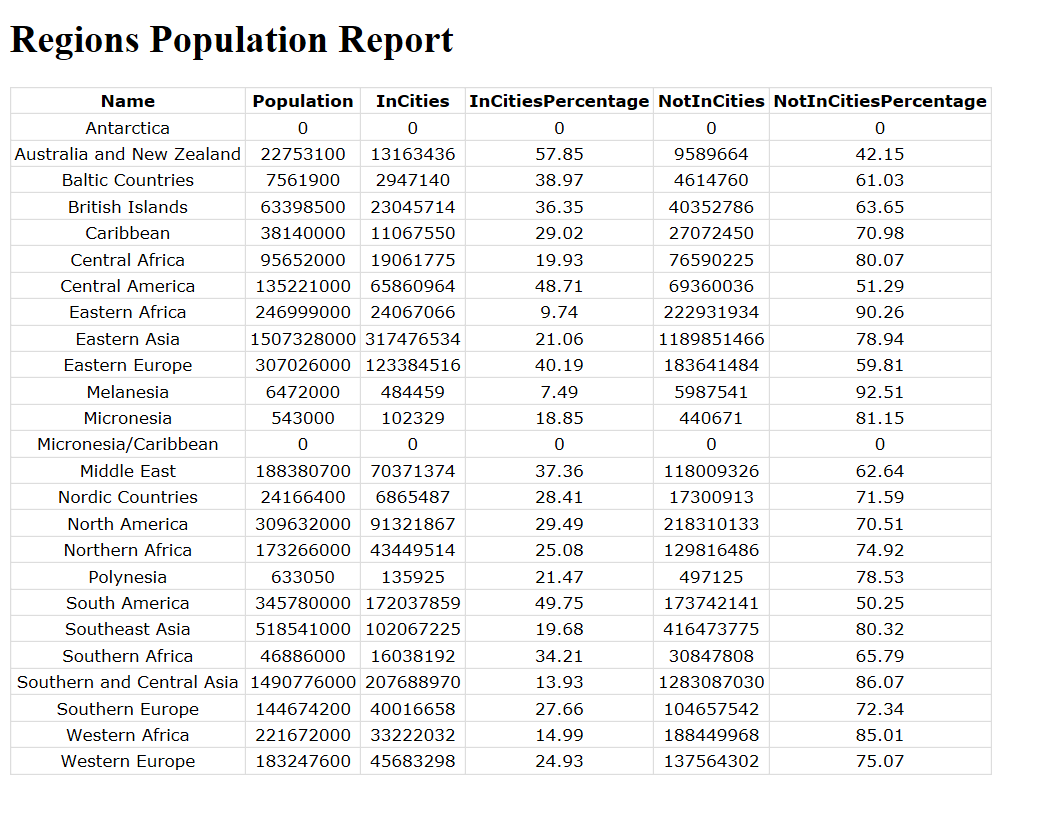 Regions Population Report
Name Population InCities InCitiesPercentage NotInCities NotInCitiesPercentage
Antarctica 0 0 0 0 0
Australia and New Zealand 22753100 13163436 57.85 9589664 42.15
Baltic Countries 7561900 2947140 38.97 4614760 61.03
British Islands 63398500 23045714 36.35 40352786 63.65
Caribbean 38140000 11067550 29.02 27072450 70.98
Central Africa 95652000 19061775 19.93 76590225 80.07
Central America 135221000 65860964 48.71 69360036 51.29
Eastern Africa 246999000 24067066 9.74 222931934 90.26
Eastern Asia 1507328000 317476534 21.06 1189851466 78.94
Eastern Europe 307026000 123384516 40.19 183641484 59.81
Melanesia 6472000 484459 7.49 5987541 92.51
Micronesia 543000 102329 18.85 440671 81.15
Micronesia/Caribbean 0 0 0 0 0
Middle East 188380700 70371374 37.36 118009326 62.64
Nordic Countries 24166400 6865487 28.41 17300913 71.59
North America 309632000 91321867 29.49 218310133 70.51
Northern Africa 173266000 43449514 25.08 129816486 74.92
Polynesia 633050 135925 21.47 497125 78.53
South America 345780000 172037859 49.75 173742141 50.25
Southeast Asia 518541000 102067225 19.68 416473775 80.32
Southern Africa 46886000 16038192 34.21 30847808 65.79
Southern and Central Asia 1490776000 207688970 13.93 1283087030 86.07
Southern Europe 144674200 40016658 27.66 104657542 72.34
Western Africa 221672000 33222032 14.99 188449968 85.01
Western Europe 183247600 45683298 24.93 137564302 75.07